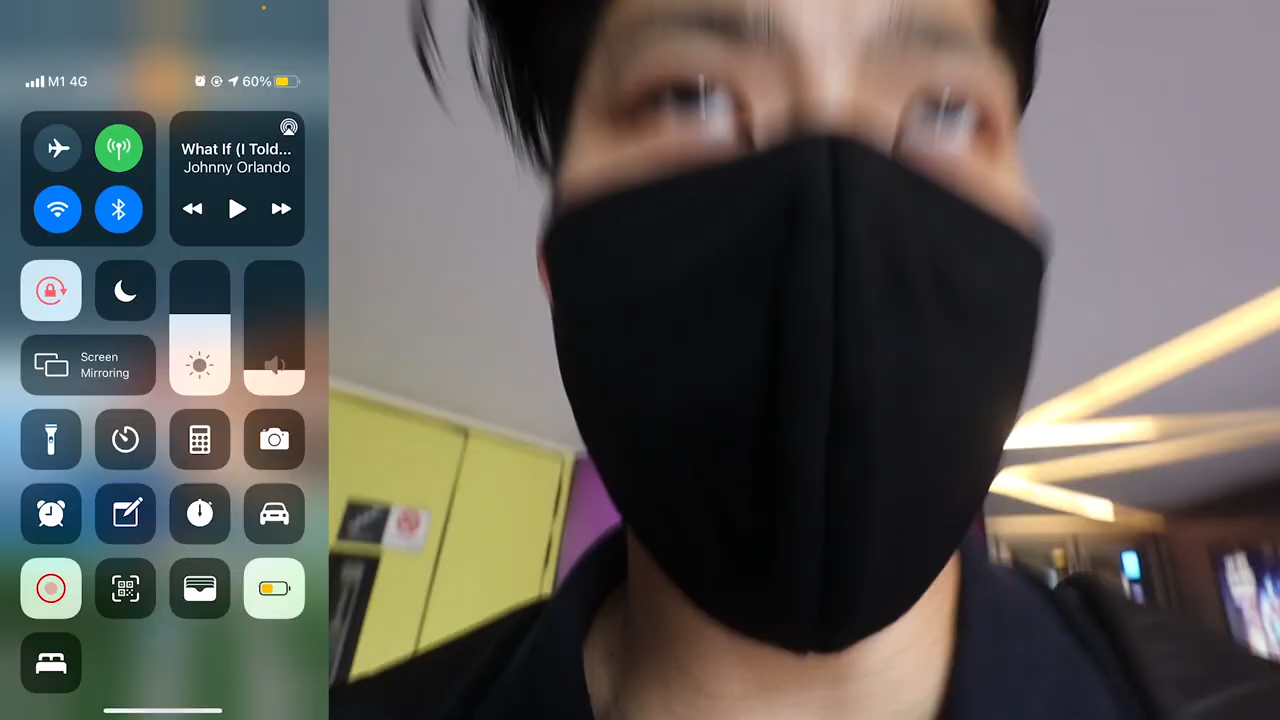 M1 4G
60%
What If (I Told...
Johnny Orlando
Screen
Mirroring